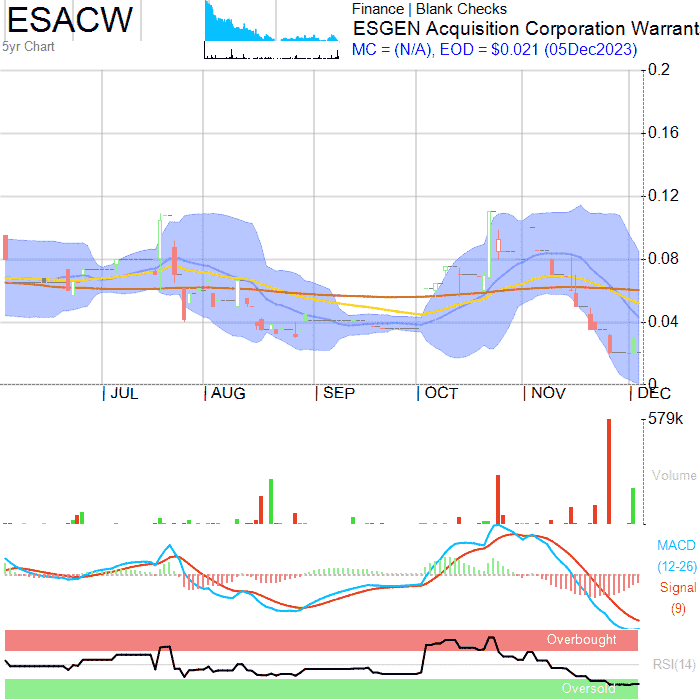 ESACW
5yr Chart
Finance | Blank Checks
ESGEN Acquisition Corporation Warrant
MC = (N/A), EOD = $0.021 (05Dec2023)
0.2
0.16
0.12
0.08
0.04
0
JUL AUG SEP OCT NOV DEC
579k
Volume
MACD
(12-26)
Signal
(9)
Overbought
RSI(14)
Oversold